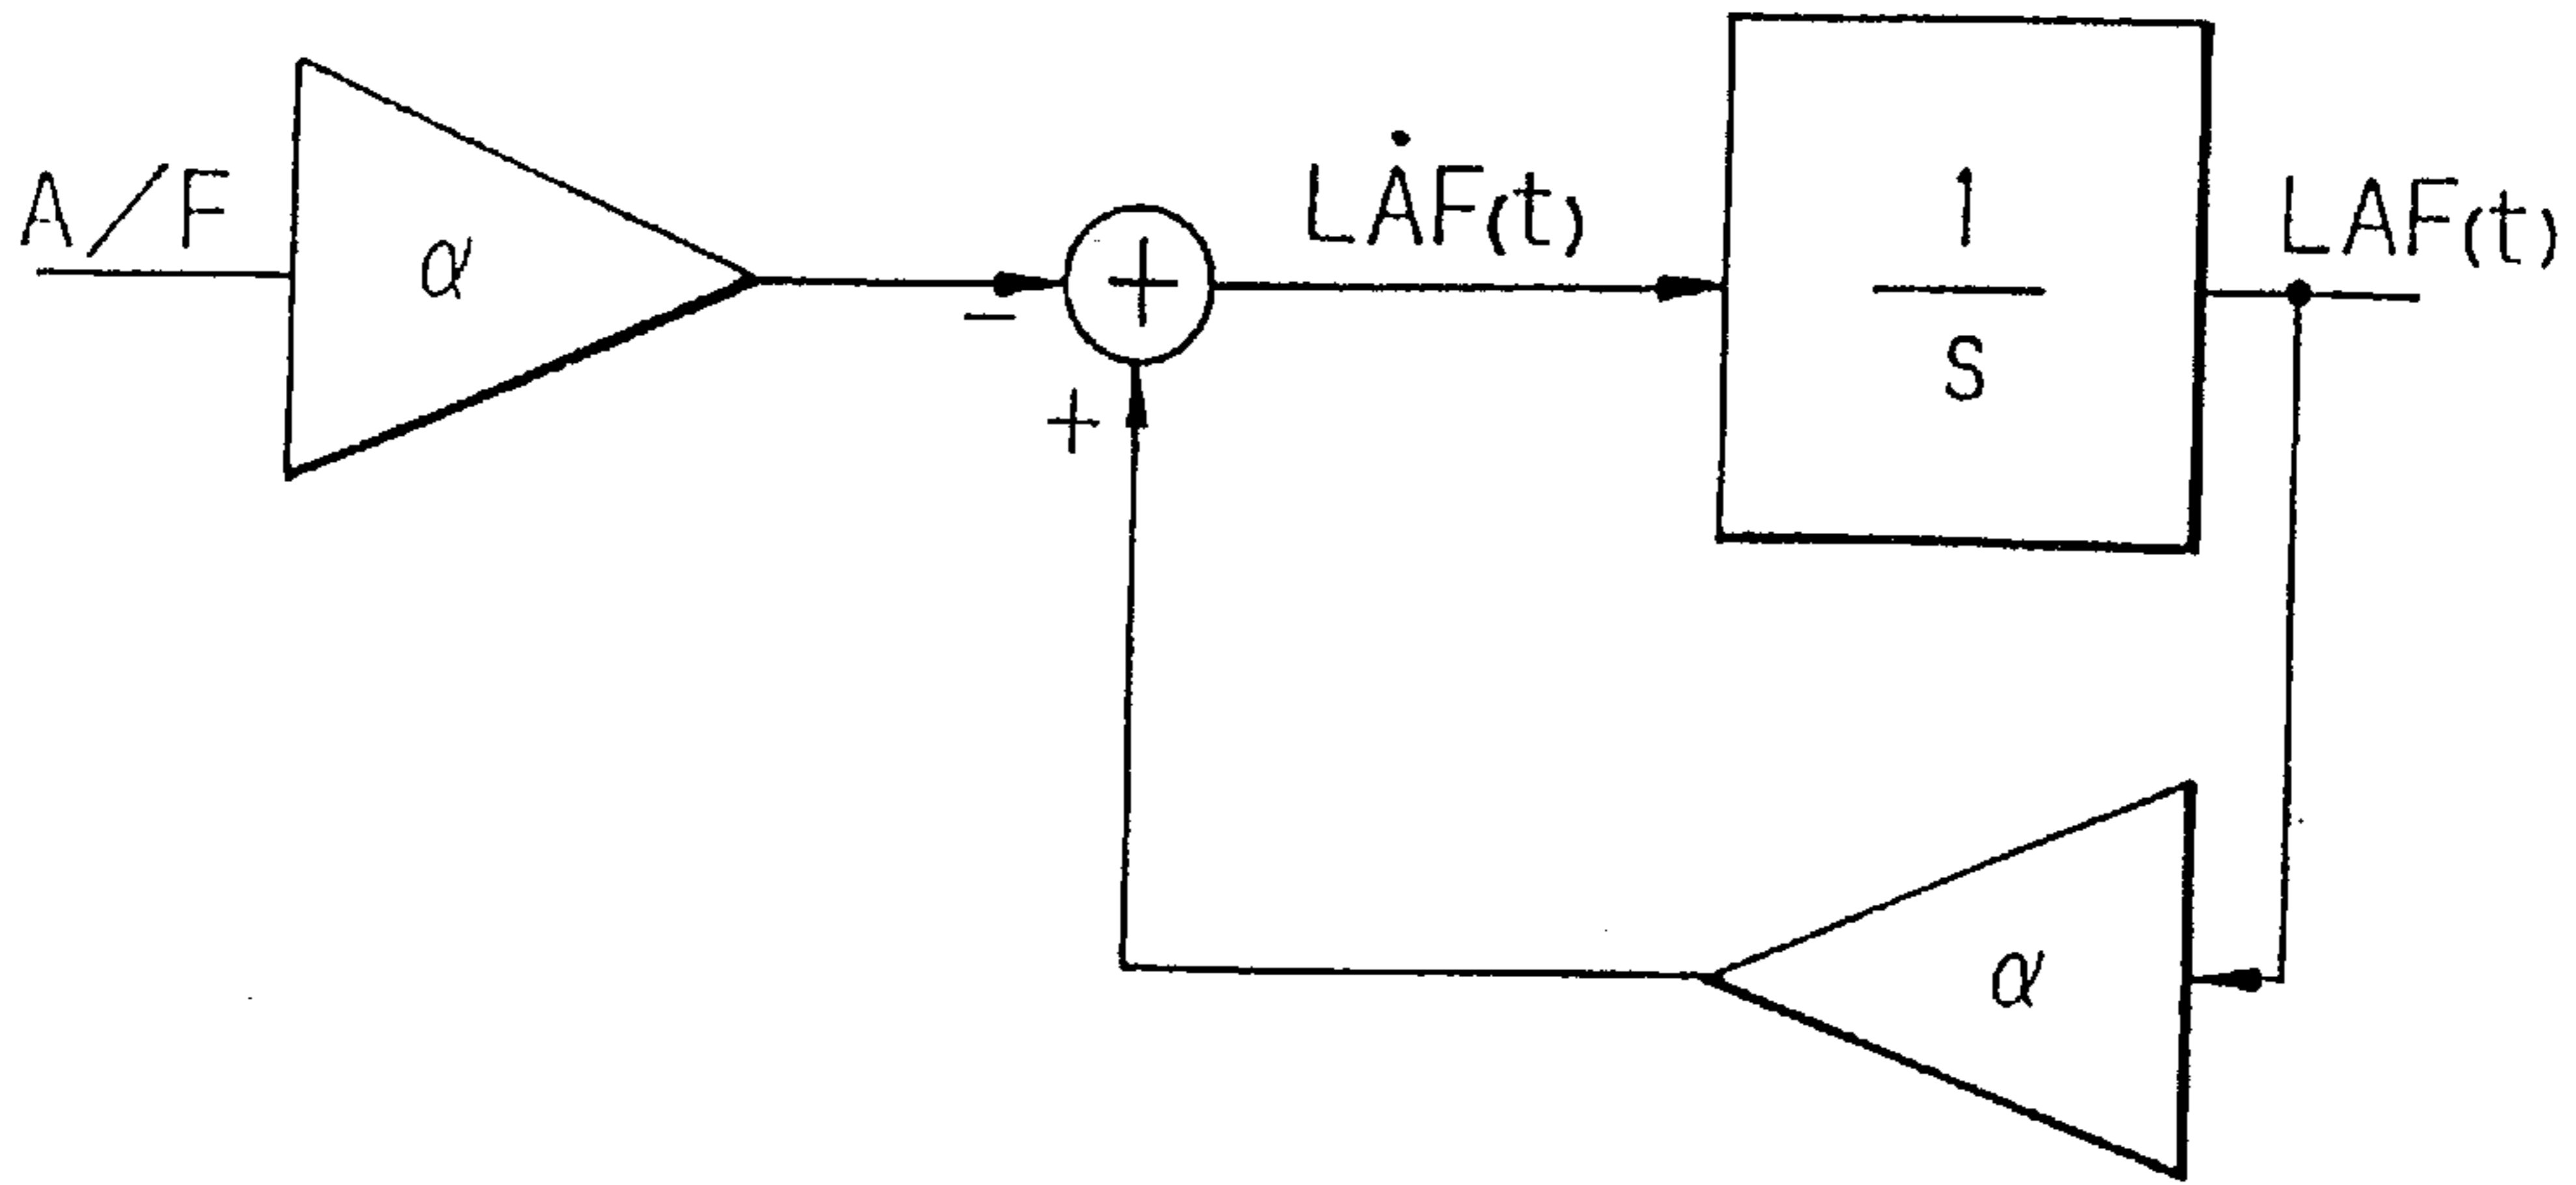 A/F
α
−
+
+
LȦF(t)
1
S
LAF(t)
α